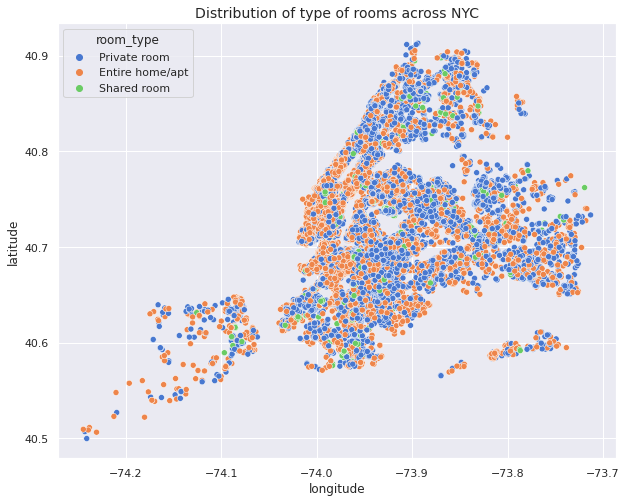 Distribution of type of rooms across NYC
room_type
Private room
Entire home/apt
Shared room
40.9
40.8
40.7
40.6
40.5
latitude
−74.2
−74.1
−74.0
−73.9
−73.8
−73.7
longitude